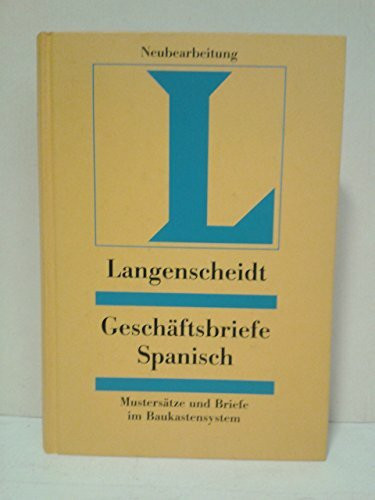 Neubearbeitung
L
Langenscheidt
Geschäftsbriefe
Spanisch
Mustersätze und Briefe
im Baukastensystem